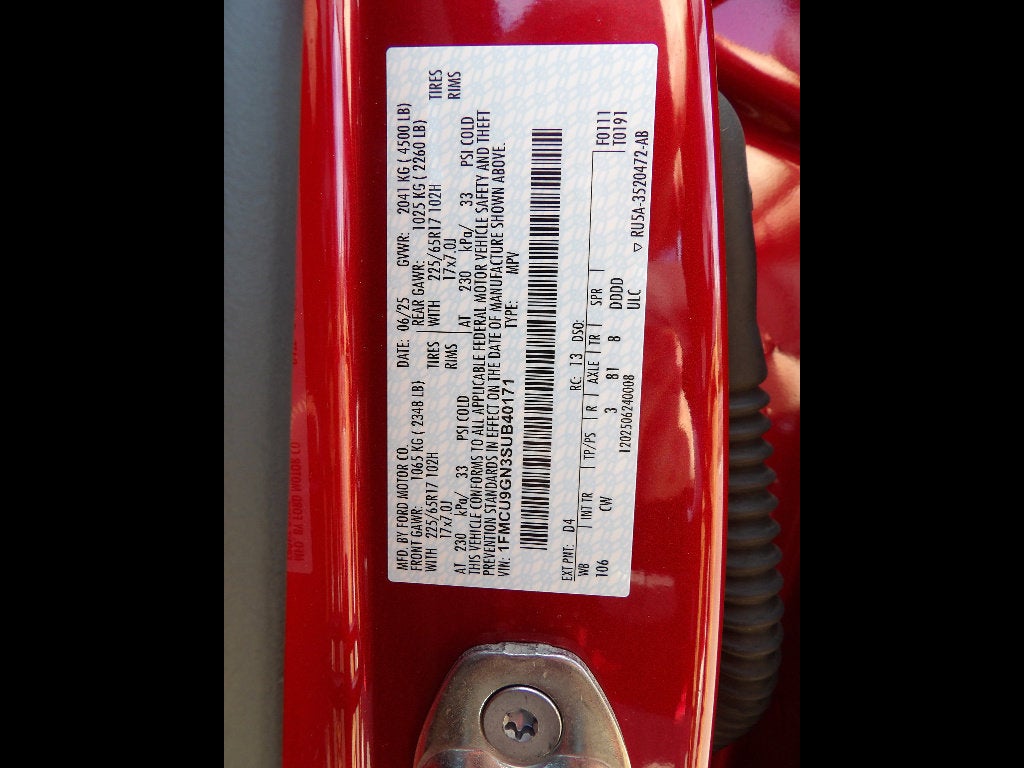 MFD. BY FORD MOTOR CO. DATE: 06/25 GVWR: 2041 KG ( 4500 LB)
FRONT GAWR: 1065 KG ( 2348 LB) REAR GAWR: 1025 KG ( 2260 LB)
WITH 225/65R17 102H TIRES WITH 225/65R17 102H TIRES
17x7.0J RIMS 17x7.0J RIMS
AT 230 kPa/ 33 PSI COLD AT 230 kPa/ 33 PSI COLD
THIS VEHICLE CONFORMS TO ALL APPLICABLE FEDERAL MOTOR VEHICLE SAFETY AND THEFT
PREVENTION STANDARDS IN EFFECT ON THE DATE OF MANUFACTURE SHOWN ABOVE.
VIN: 1FMCU9GN3SUB40171 TYPE: MPV
EXT PNT: D4 RC: 13 DSO: F0111
WB INT TR TP/PS R AXLE TR SPR T0191
106 CW 3 81 8 DDDD
1202506240008 ULC ▽ RU5A-3520472-AB
MFD. BY FORD MOTOR CO